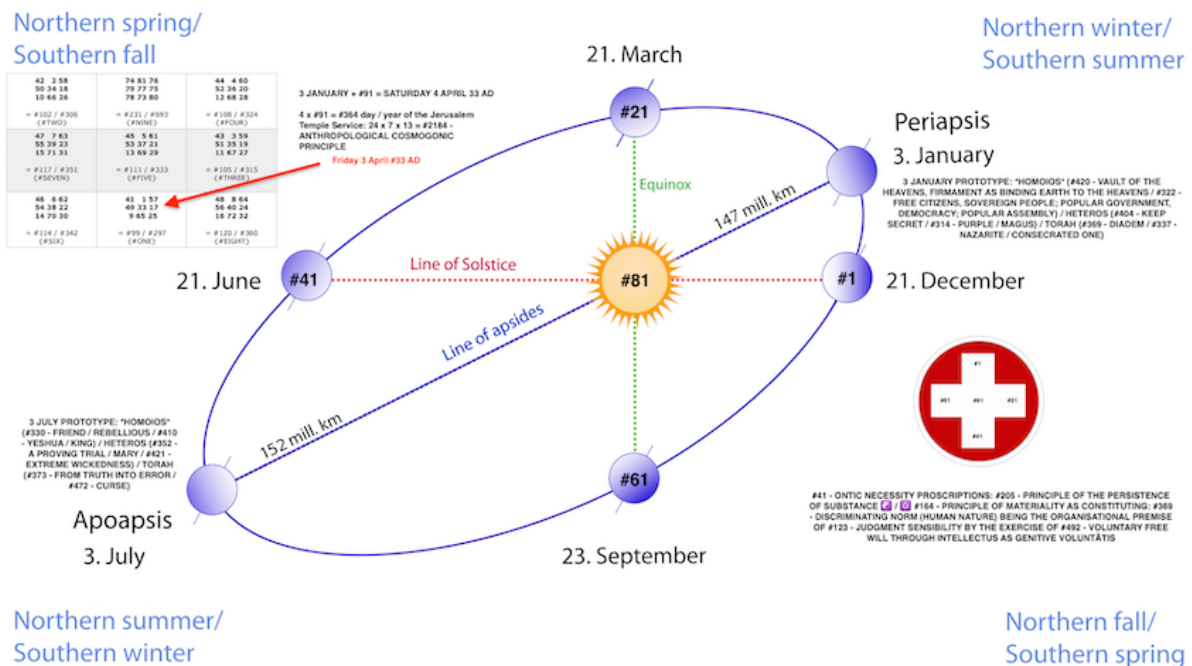 Northern spring/
Southern fall
Northern winter/
Southern summer
42 2 58
50 34 18
10 66 26
= #102 / #306
(#TWO)
74 81 76
79 77 75
78 73 80
= #231 / #693
(#NINE)
44 4 60
52 36 20
12 68 28
= #108 / #324
(#FOUR)
47 7 63
55 39 23
15 71 31
= #117 / #351
(#SEVEN)
45 5 61
53 37 21
13 69 29
= #111 / #333
(#FIVE)
43 3 59
51 35 19
11 67 27
= #105 / #315
(#THREE)
46 6 62
54 38 22
14 70 30
= #114 / #342
(#SIX)
41 1 57
49 33 17
9 65 25
= #99 / #297
(#ONE)
48 8 64
56 40 24
16 72 32
= #120 / #360
(#EIGHT)
3 JANUARY + #91 = SATURDAY 4 APRIL 33 AD
4 x #91 = #364 day / year of the Jerusalem
Temple Service: 24 x 7 x 13 = #2184 -
ANTHROPOLOGICAL COSMOGONIC
PRINCIPLE
Friday 3 April #33 AD
21. March
#21
Equinox
Periapsis
3. January
3 JANUARY PROTOTYPE: *HOMOIOS* (#420 - VAULT OF THE
HEAVENS, FIRMAMENT AS BINDING EARTH TO THE HEAVENS / #322 -
FREE CITIZENS, SOVEREIGN PEOPLE; POPULAR GOVERNMENT,
DEMOCRACY; POPULAR ASSEMBLY) / HETEROS (#404 - KEEP
SECRET / #314 - PURPLE / MAGUS) / TORAH (#369 - DIADEM / #337 -
NAZARITE / CONSECRATED ONE)
147 mill. km
21. June
#41
Line of Solstice
#81
#1
21. December
Line of apsides
152 mill. km
3 JULY PROTOTYPE: *HOMOIOS*
(#330 - FRIEND / REBELLIOUS / #410
- YESHUA / KING) / HETEROS (#352 -
A PROVING TRIAL / MARY / #421 -
EXTREME WICKEDNESS) / TORAH
(#373 - FROM TRUTH INTO ERROR /
#472 - CURSE)
Apoapsis
3. July
#61
23. September
#1
#61 #81 #21
#41
#41 - ONTIC NECESSITY PROSCRIPTIONS: #205 - PRINCIPLE OF THE PERSISTENCE
OF SUBSTANCE / #164 - PRINCIPLE OF MATERIALITY AS CONSTITUTING: #369
- DISCRIMINATING NORM (HUMAN NATURE) BEING THE ORGANISATIONAL PREMISE
OF #123 - JUDGMENT SENSIBILITY BY THE EXERCISE OF #492 - VOLUNTARY FREE
WILL THROUGH INTELLECTUS AS GENITIVE VOLUNTĀTIS
Northern summer/
Southern winter
Northern fall/
Southern spring